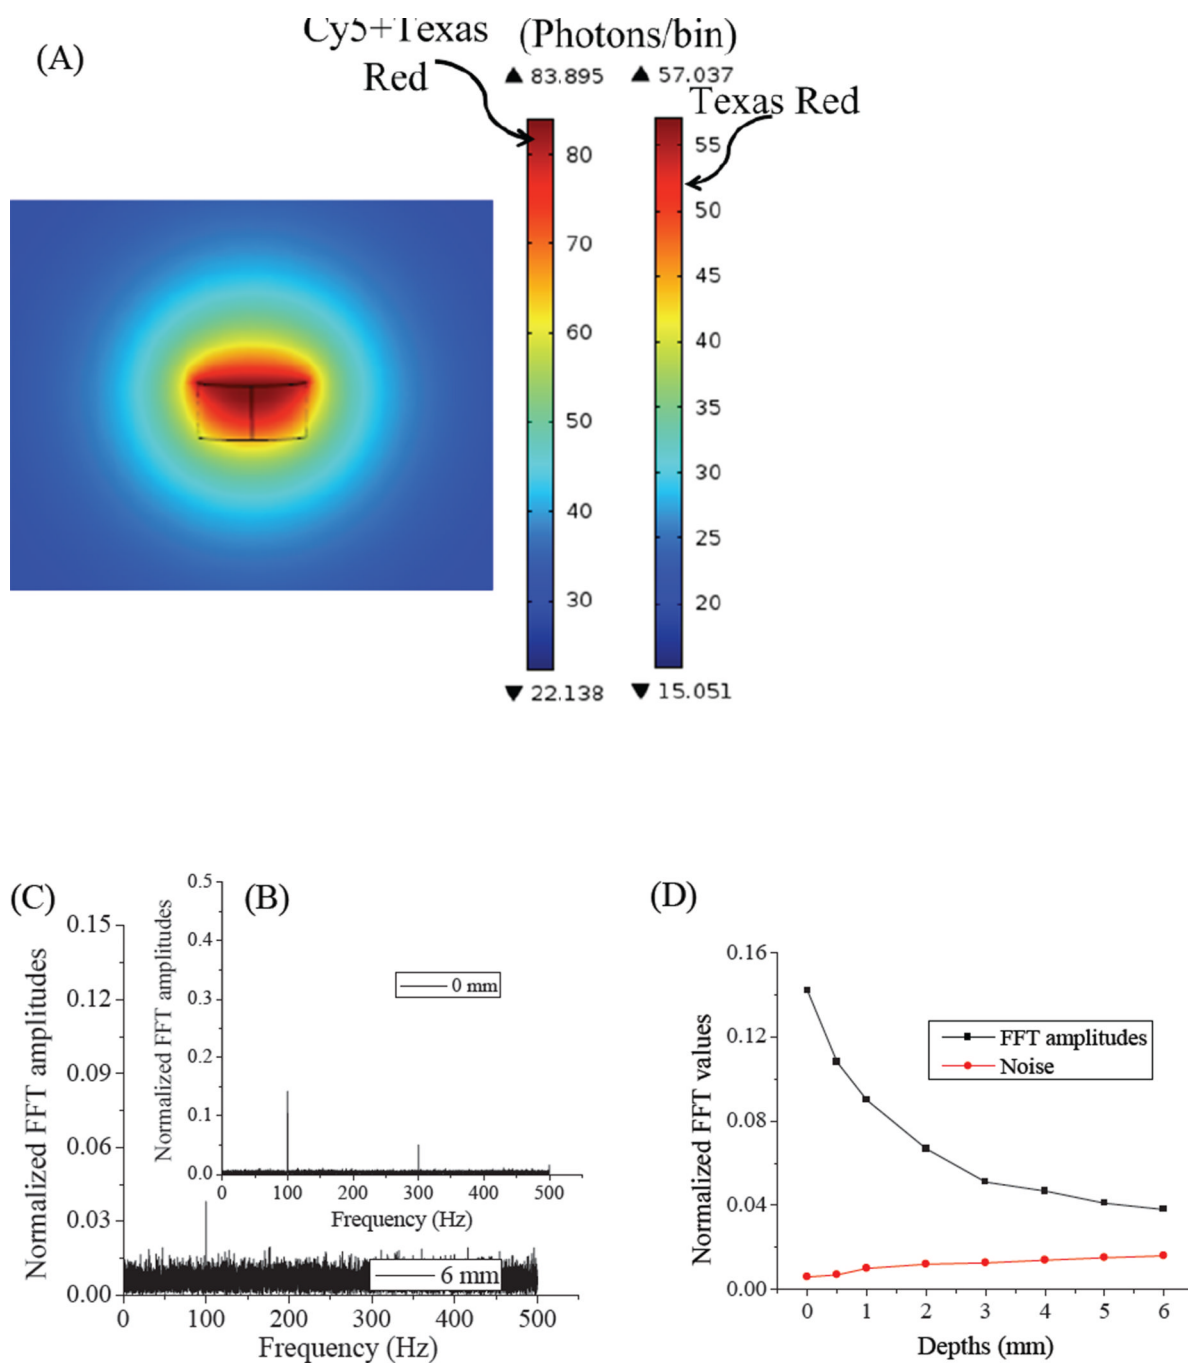 (A)
Cy5+Texas
Red
(Photons/bin)
▲ 83.895
▲ 57.037
Texas Red
80
70
60
50
40
30
55
50
45
40
35
30
25
20
▼ 22.138
▼ 15.051
(C)
Normalized FFT amplitudes
0.15
0.12
0.09
0.06
0.03
0.00
0 100 200 300 400 500
Frequency (Hz)
6 mm
(B)
Normalized FFT amplitudes
0.5
0.4
0.3
0.2
0.1
0.0
0 100 200 300 400 500
Frequency (Hz)
0 mm
(D)
Normalized FFT values
0.16
0.12
0.08
0.04
0.00
FFT amplitudes
Noise
0 1 2 3 4 5 6
Depths (mm)